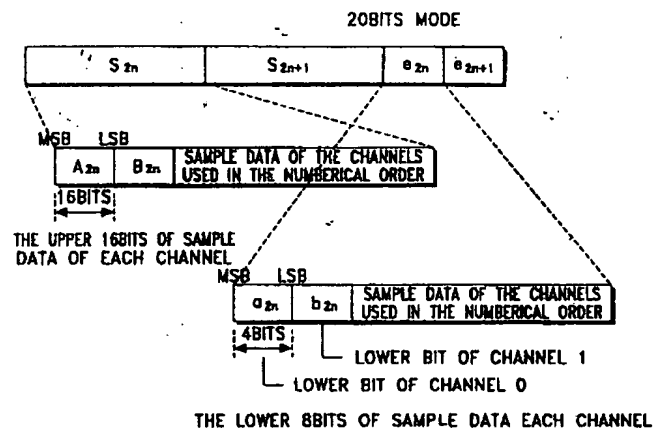 20BITS MODE
S2n S2n+1 e2n e2n+1
MSB LSB
A2n B2n SAMPLE DATA OF THE CHANNELS
USED IN THE NUMBERICAL ORDER
16BITS
THE UPPER 16BITS OF SAMPLE
DATA OF EACH CHANNEL
MSB LSB
a2n b2n SAMPLE DATA OF THE CHANNELS
USED IN THE NUMBERICAL ORDER
4BITS
LOWER BIT OF CHANNEL 1
LOWER BIT OF CHANNEL 0
THE LOWER 8BITS OF SAMPLE DATA EACH CHANNEL